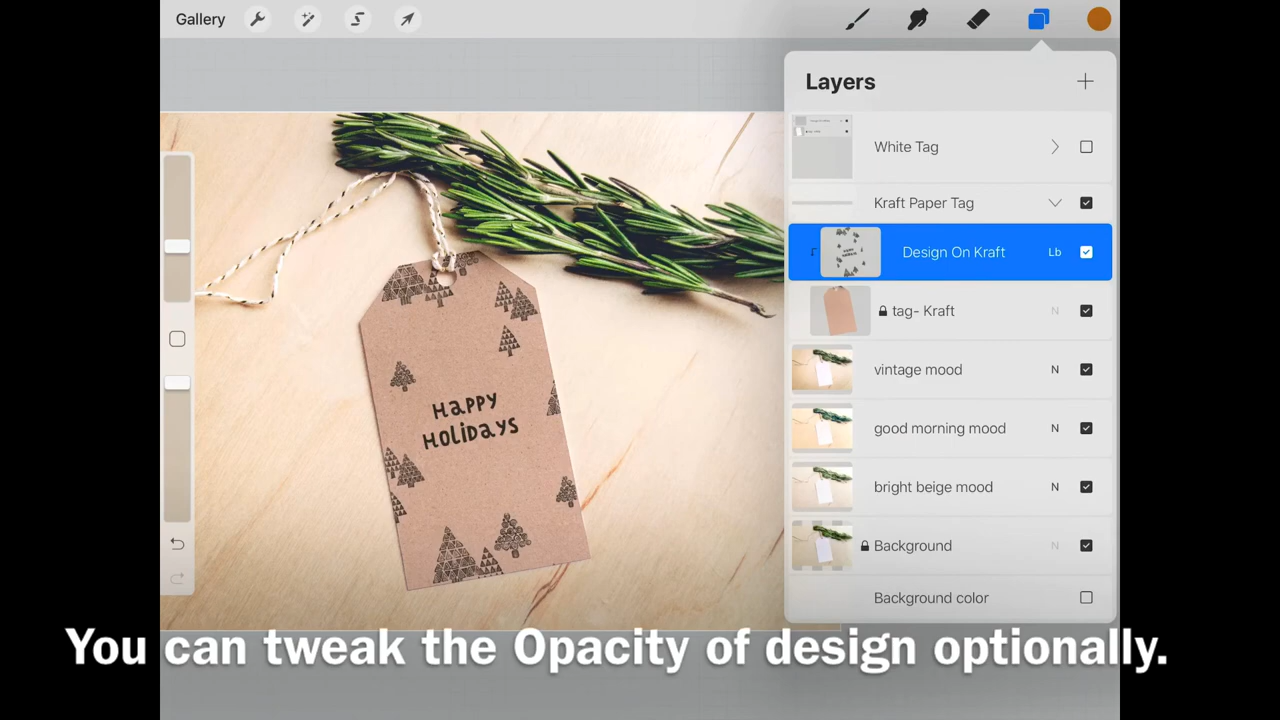 Gallery
Layers
White Tag
Kraft Paper Tag
Design On Kraft Lb
tag- Kraft N
vintage mood N
good morning mood N
bright beige mood N
Background N
Background color
HAPPY
HOLiDAYS
You can tweak the Opacity of design optionally.